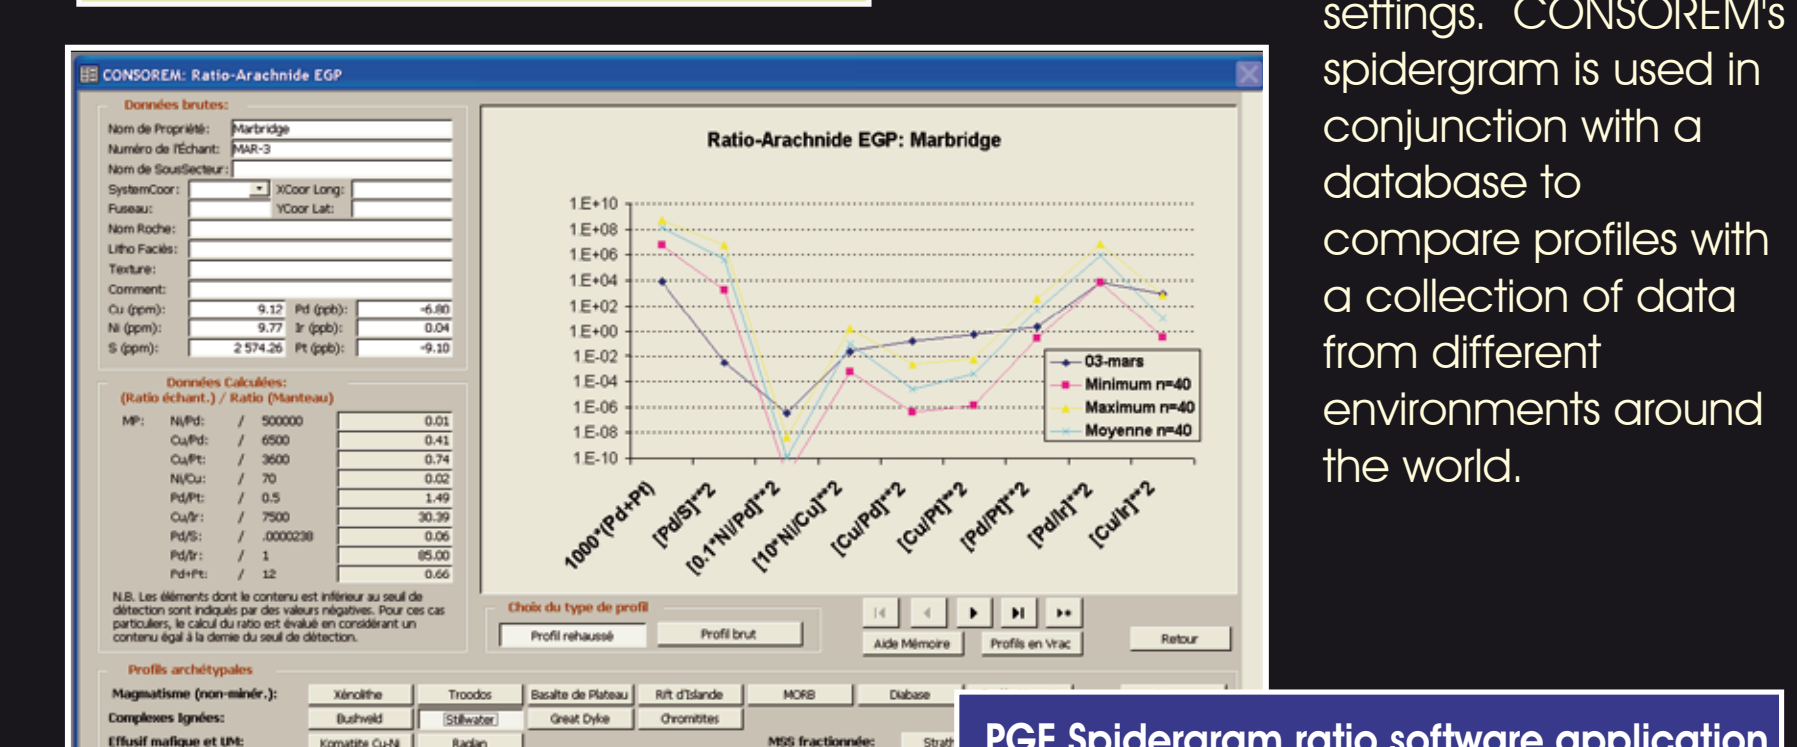 settings. CONSOREM's
spidergram is used in
conjunction with a
database to
compare profiles with
a collection of data
from different
environments around
the world.
CONSOREM: Ratio-Arachnide EGP
Données brutes:
Nom de Propriété: Marbridge
Numéro de l'Échant: MAR-3
Nom de SousSecteur:
SystemCoor: XCoor Long:
Fuseau: YCoor Lat:
Nom Roche:
Litho Faciès:
Texture:
Comment:
Cu (ppm): 9.12 Pd (ppb): -6.80
Ni (ppm): 9.77 Ir (ppb): 0.04
S (ppm): 2 574.26 Pt (ppb): -9.10
Données Calculées:
(Ratio échant.) / Ratio (Manteau)
MP: Ni/Pd: / 500000 0.01
Cu/Pd: / 6500 0.41
Cu/Pt: / 3600 0.74
Ni/Cu: / 70 0.02
Pd/Pt: / 0.5 1.49
Cu/Ir: / 7500 30.39
Pd/S: / .0000238 0.06
Pd/Ir: / 1 85.00
Pd+Pt: / 12 0.66
N.B. Les éléments dont le contenu est inférieur au seuil de
détection sont indiqués par des valeurs négatives. Pour ces cas
particuliers, le calcul du ratio est évalué en considérant un
contenu égal à la demie du seuil de détection.
Ratio-Arachnide EGP: Marbridge
1.E+10
1.E+08
1.E+06
1.E+04
1.E+02
1.E+00
1.E-02
1.E-04
1.E-06
1.E-08
1.E-10
03-mars
Minimum n=40
Maximum n=40
Moyenne n=40
1000*(Pd+Pt)
[Pd/S]**2
[0.1*Ni/Pd]**2
[10*Ni/Cu]**2
[Cu/Pd]**2
[Cu/Pt]**2
[Pd/Pt]**2
[Pd/Ir]**2
[Cu/Ir]**2
Choix du type de profil
Profil rehaussé Profil brut
Aide Mémoire Profils en Vrac Retour
Profils archétypales
Magmatisme (non-minér.): Xénolithe Troodos Basalte de Plateau Rift d'Islande MORB Diabase
Complexes Ignées: Bushveld Stillwater Great Dyke Chromitites
Effusif mafique et UM: Komatiite Cu-Ni Raglan MSS fractionnée: Strath
PGE Spidergram ratio software application